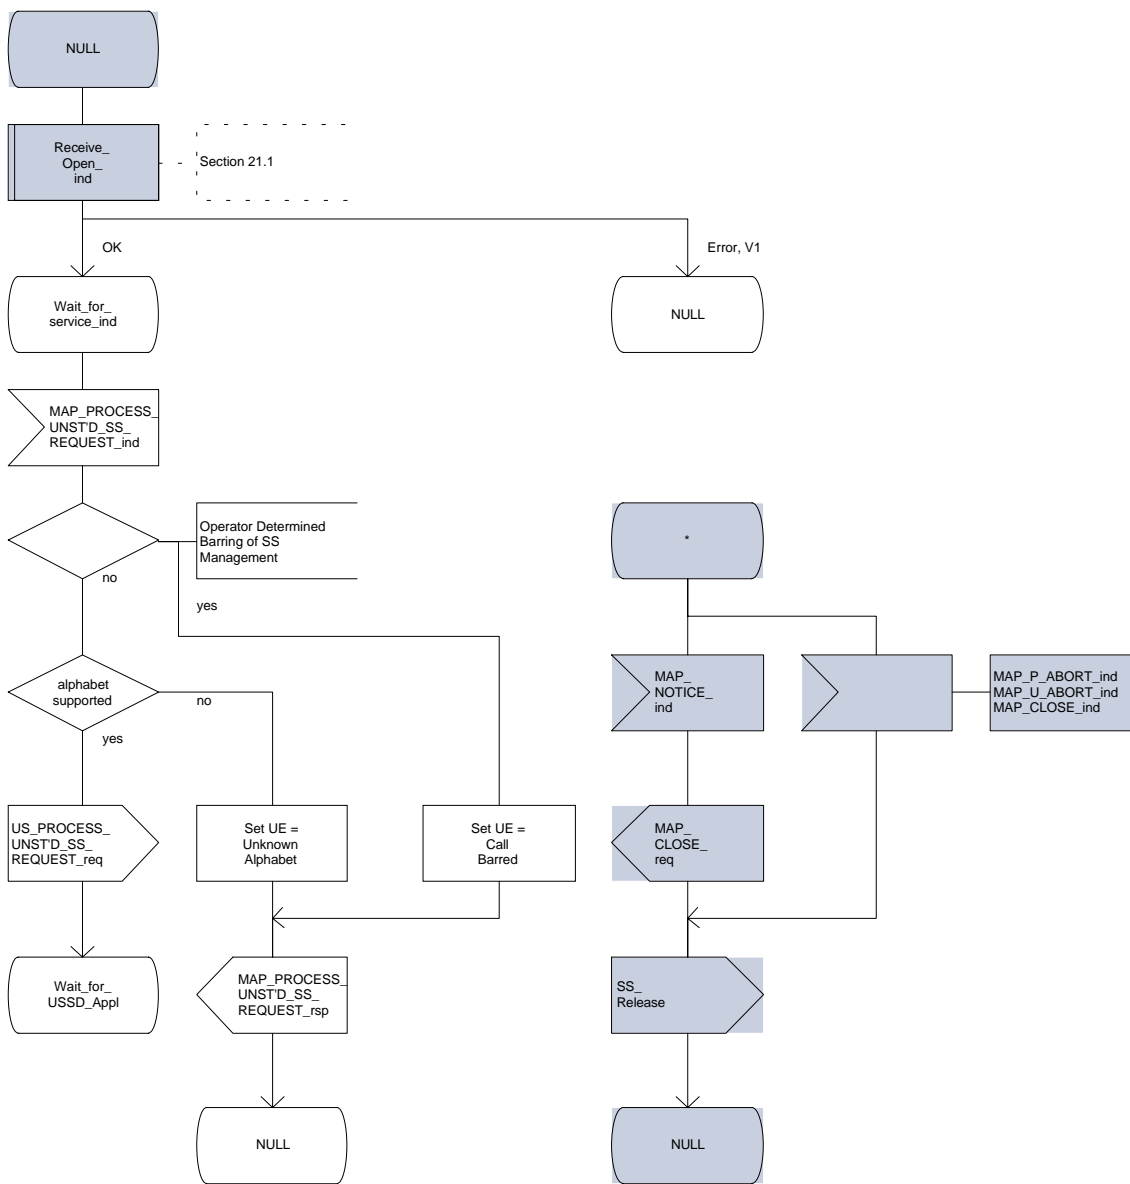 NULL
Receive_
Open_
ind
Section 21.1
OK
Error, V1
Wait_for_
service_ind
NULL
MAP_PROCESS_
UNST'D_SS_
REQUEST_ind
Operator Determined
Barring of SS
Management
no
yes
*
alphabet
supported
no
yes
MAP_
NOTICE_
ind
MAP_P_ABORT_ind
MAP_U_ABORT_ind
MAP_CLOSE_ind
US_PROCESS_
UNST'D_SS_
REQUEST_req
Set UE =
Unknown
Alphabet
Set UE =
Call
Barred
MAP_
CLOSE_
req
Wait_for_
USSD_Appl
MAP_PROCESS_
UNST'D_SS_
REQUEST_rsp
SS_
Release
NULL
NULL